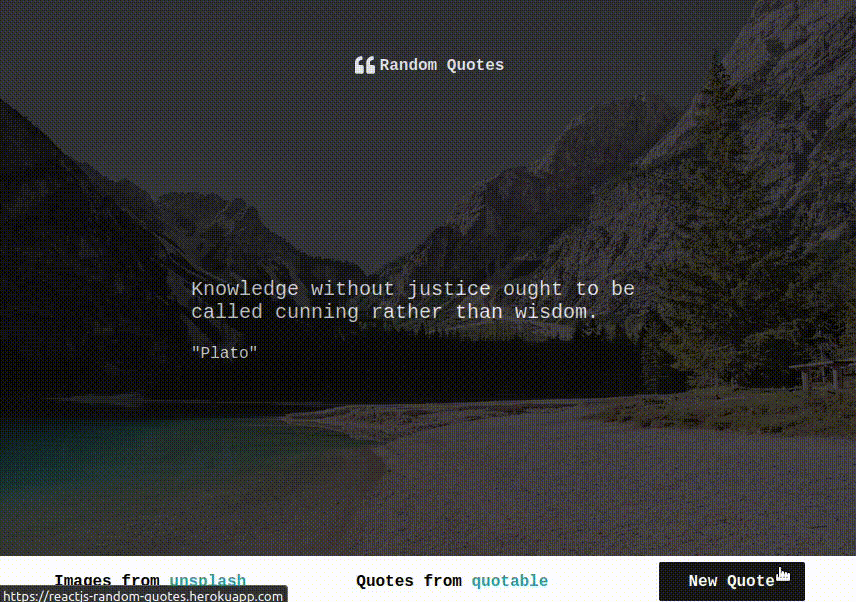 Random Quotes
Knowledge without justice ought to be
called cunning rather than wisdom.
"Plato"
Images from unsplash
Quotes from quotable
New Quote
https://reactjs-random-quotes.herokuapp.com